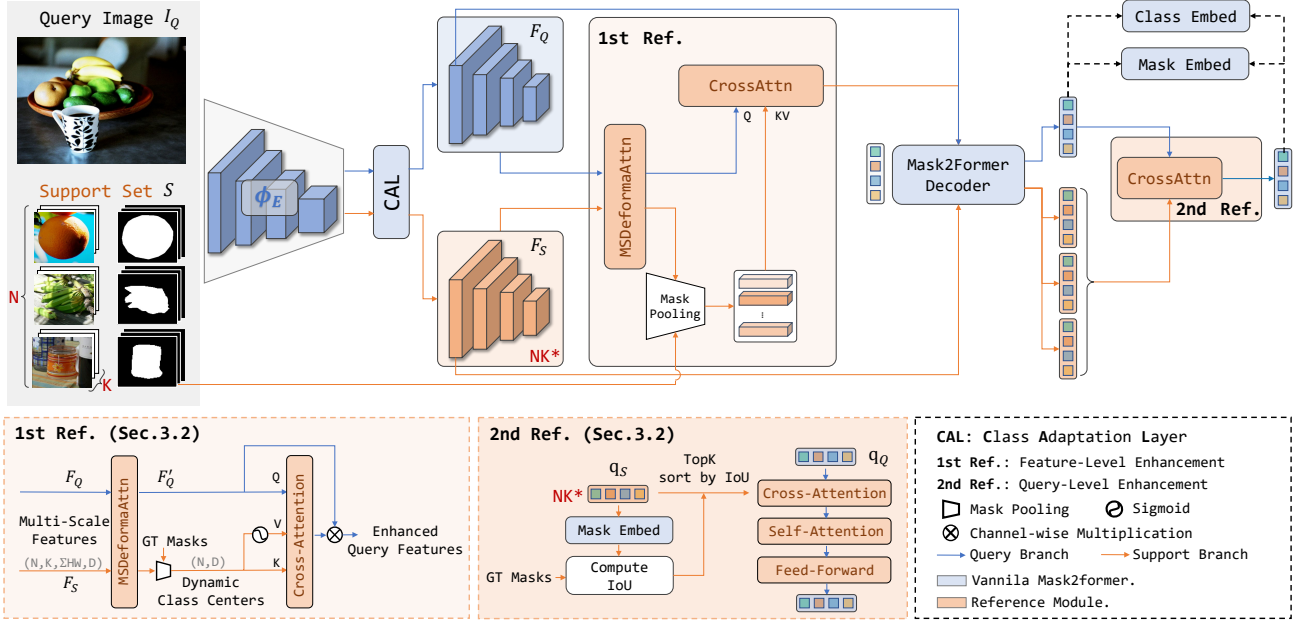 Query Image I_Q
Support Set S
N
K
ϕ_E
CAL
F_Q
F_S
NK*
1st Ref.
CrossAttn
Q
KV
MSDeformaAttn
Mask
Pooling
...
Mask2Former
Decoder
Class Embed
Mask Embed
CrossAttn
2nd Ref.
1st Ref. (Sec.3.2)
F_Q
F'_Q
Q
Multi-Scale
Features
(N,K,ΣHW,D)
F_S
MSDeformaAttn
GT Masks
(N,D)
Dynamic
Class Centers
V
K
Cross-Attention
Enhanced
Query Features
2nd Ref. (Sec.3.2)
q_S
NK*
TopK
sort by IoU
q_Q
Mask Embed
GT Masks
Compute
IoU
Cross-Attention
Self-Attention
Feed-Forward
CAL: Class Adaptation Layer
1st Ref.: Feature-Level Enhancement
2nd Ref.: Query-Level Enhancement
Mask Pooling
Sigmoid
Channel-wise Multiplication
Query Branch
Support Branch
Vannila Mask2former.
Reference Module.